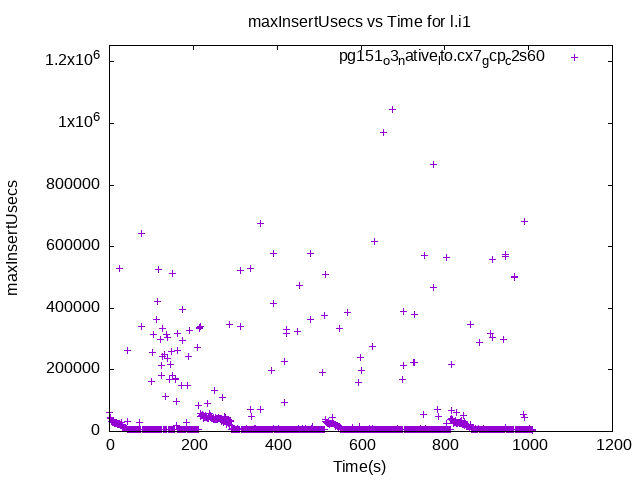 maxInsertUsecs vs Time for l.i1
pg151_o3_native_lto.cx7_gcp_c2s60
1.2x10^6
1x10^6
800000
600000
400000
200000
0
maxInsertUsecs
0 200 400 600 800 1000 1200
Time(s)